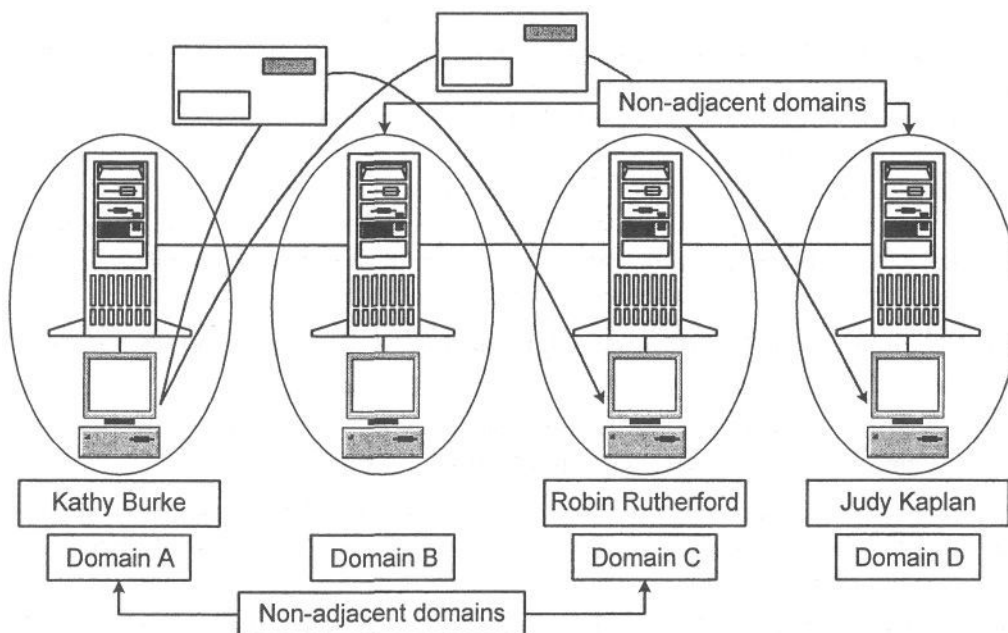 Non-adjacent domains
Kathy Burke
Robin Rutherford
Judy Kaplan
Domain A
Domain B
Domain C
Domain D
Non-adjacent domains